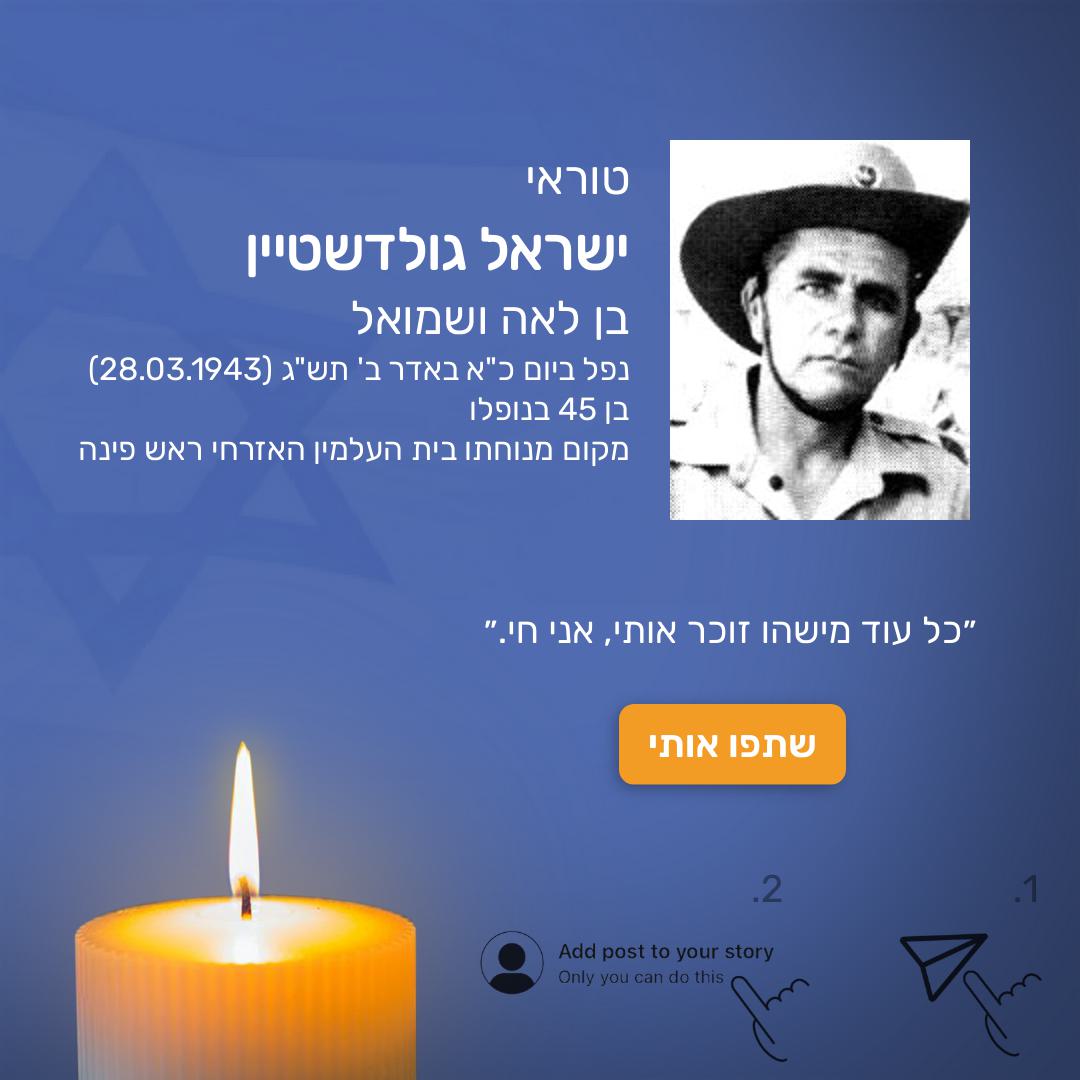 טוראי
ישראל גולדשטיין
בן לאה ושמואל
נפל ביום כ"א באדר ב' תש"ג (28.03.1943)
בן 45 בנופלו
מקום מנוחתו בית העלמין האזרחי ראש פינה
״כל עוד מישהו זוכר אותי, אני חי.״
שתפו אותי
1.
2.
Add post to your story
Only you can do this